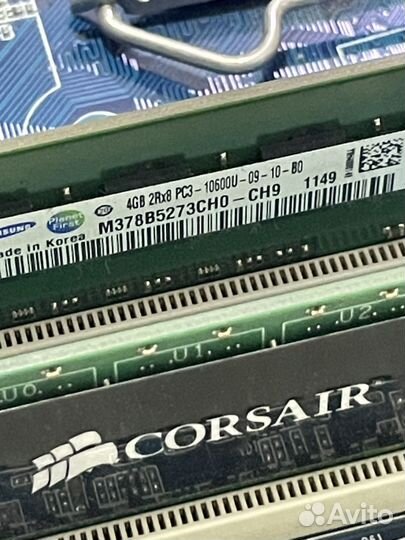 4GB 2Rx8 PC3-10600U-09-10-B0
SAMSUNG Planet First M378B5273CH0-CH9 1149
Made in Korea
U0
U1
U2
CORSAIR
Avito